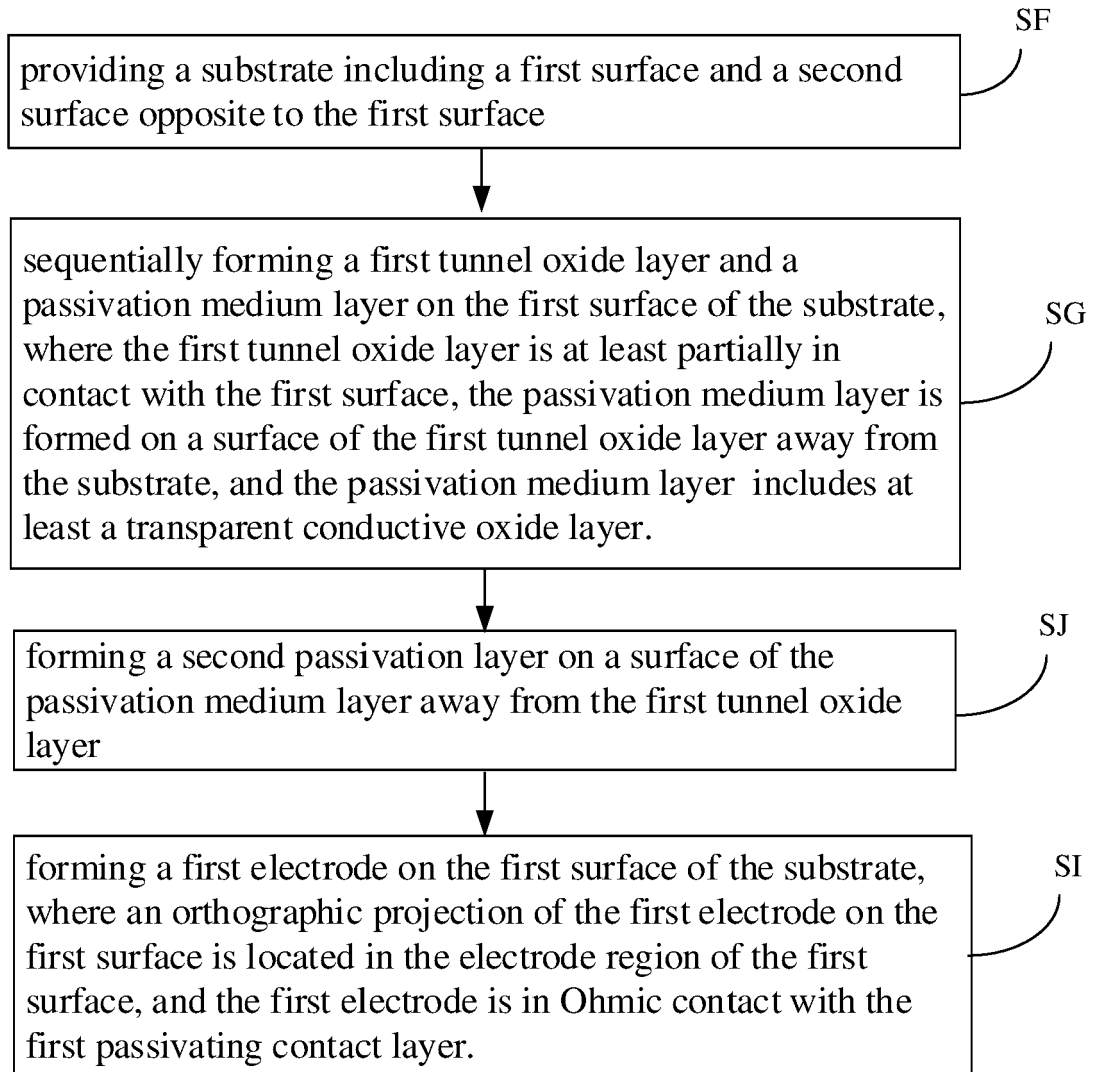 SF
providing a substrate including a first surface and a second
surface opposite to the first surface
sequentially forming a first tunnel oxide layer and a
passivation medium layer on the first surface of the substrate,
where the first tunnel oxide layer is at least partially in
contact with the first surface, the passivation medium layer is
formed on a surface of the first tunnel oxide layer away from
the substrate, and the passivation medium layer includes at
least a transparent conductive oxide layer.
SG
forming a second passivation layer on a surface of the
passivation medium layer away from the first tunnel oxide
layer
SJ
forming a first electrode on the first surface of the substrate,
where an orthographic projection of the first electrode on the
first surface is located in the electrode region of the first
surface, and the first electrode is in Ohmic contact with the
first passivating contact layer.
SI